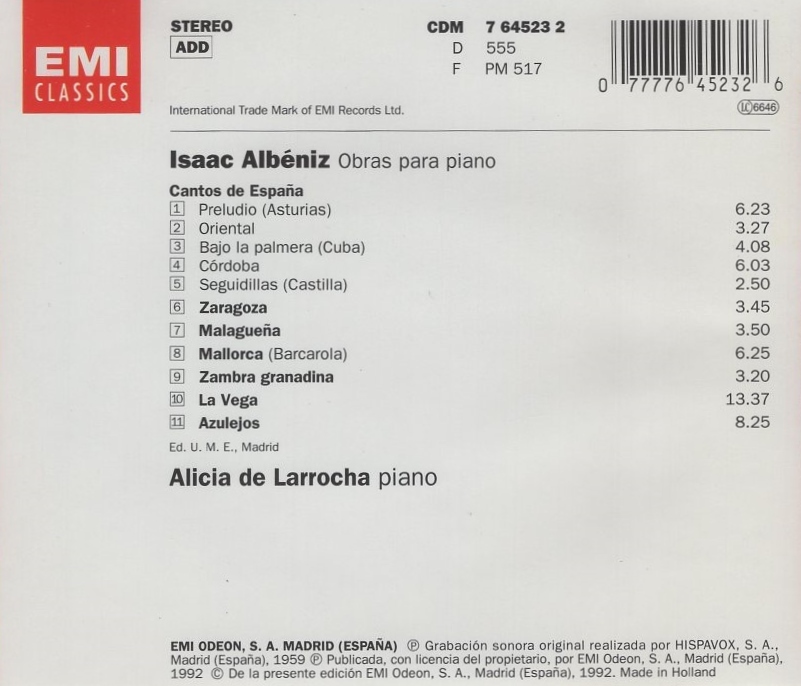 EMI
CLASSICS
STEREO
ADD
CDM 7 64523 2
D 555
F PM 517
0 77776 45232 6
LC 6646
International Trade Mark of EMI Records Ltd.
Isaac Albéniz Obras para piano
Cantos de España
1 Preludio (Asturias) 6.23
2 Oriental 3.27
3 Bajo la palmera (Cuba) 4.08
4 Córdoba 6.03
5 Seguidillas (Castilla) 2.50
6 Zaragoza 3.45
7 Malagueña 3.50
8 Mallorca (Barcarola) 6.25
9 Zambra granadina 3.20
10 La Vega 13.37
11 Azulejos 8.25
Ed. U. M. E., Madrid
Alicia de Larrocha piano
EMI ODEON, S. A. MADRID (ESPAÑA) ℗ Grabación sonora original realizada por HISPAVOX, S. A.,
Madrid (España), 1959 ℗ Publicada, con licencia del propietario, por EMI Odeon, S. A., Madrid (España),
1992 © De la presente edición EMI Odeon, S. A., Madrid (España), 1992. Made in Holland